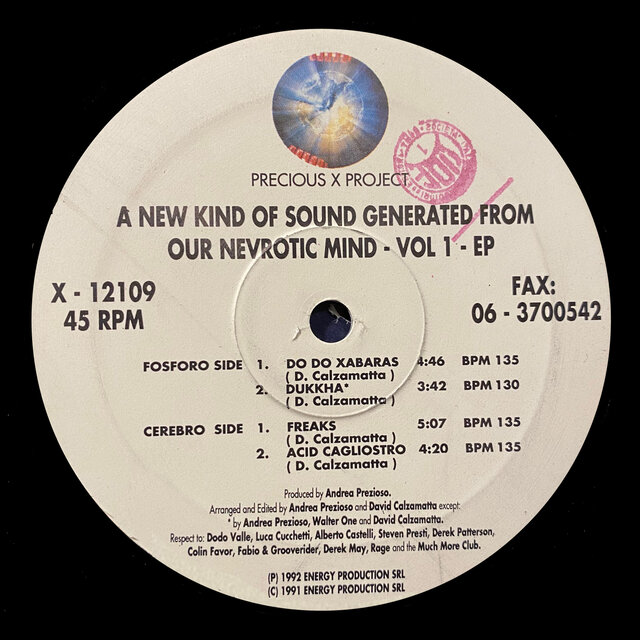 PRECIOUS X PROJECT
A NEW KIND OF SOUND GENERATED FROM
OUR NEVROTIC MIND - VOL 1 - EP
X - 12109
45 RPM
FAX:
06 - 3700542
FOSFORO SIDE 1. DO DO XABARAS 4:46 BPM 135
( D. Calzamatta )
2. DUKKHA* 3:42 BPM 130
( D. Calzamatta )
CEREBRO SIDE 1. FREAKS 5:07 BPM 135
( D. Calzamatta )
2. ACID CAGLIOSTRO 4:20 BPM 135
( D. Calzamatta )
Produced by Andrea Prezioso.
Arranged and Edited by Andrea Prezioso and David Calzamatta except:
* by Andrea Prezioso, Walter One and David Calzamatta.
Respect to: Dodo Valle, Luca Cucchetti, Alberto Castelli, Steven Presti, Derek Patterson,
Colin Favor, Fabio & Grooverider, Derek May, Rage and the Much More Club.
(P) 1992 ENERGY PRODUCTION SRL
(C) 1991 ENERGY PRODUCTION SRL